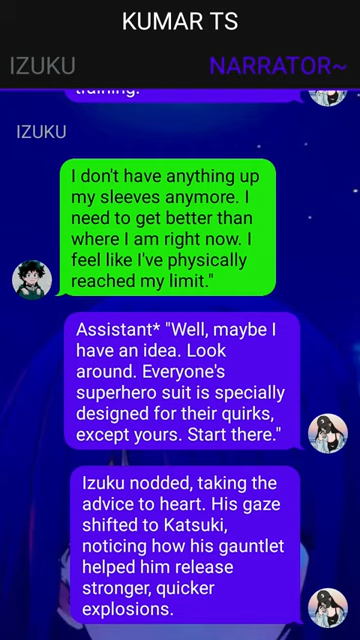 KUMAR TS
IZUKU
NARRATOR~
training.
IZUKU
I don't have anything up
my sleeves anymore. I
need to get better than
where I am right now. I
feel like I've physically
reached my limit."
Assistant* "Well, maybe I
have an idea. Look
around. Everyone's
superhero suit is specially
designed for their quirks,
except yours. Start there."
Izuku nodded, taking the
advice to heart. His gaze
shifted to Katsuki,
noticing how his gauntlet
helped him release
stronger, quicker
explosions.